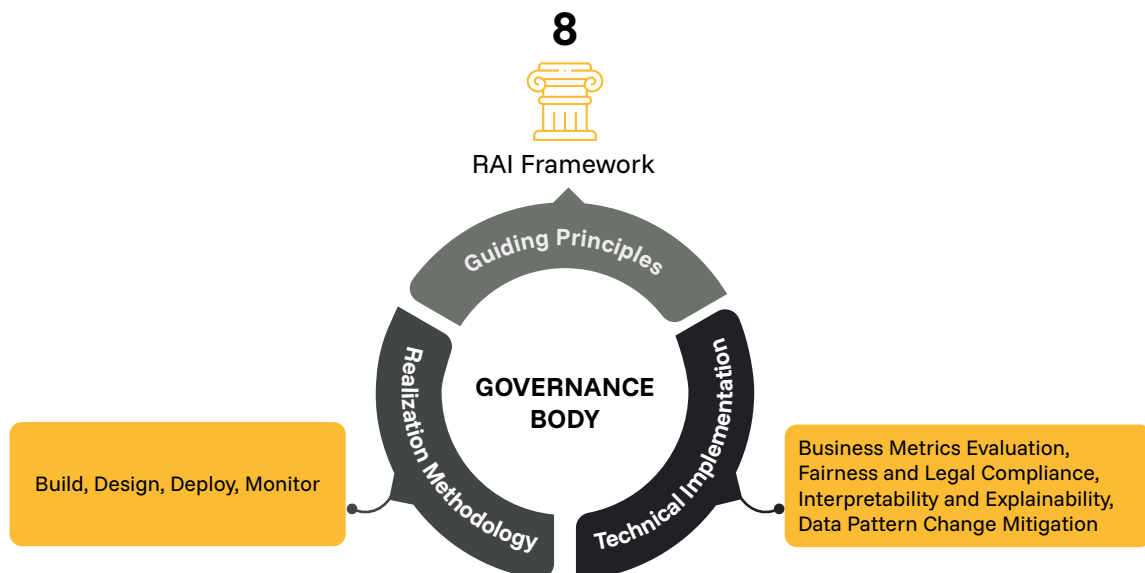 8
RAI Framework
Guiding Principles
Realization Methodology
Technical Implementation
GOVERNANCE
BODY
Build, Design, Deploy, Monitor
Business Metrics Evaluation,
Fairness and Legal Compliance,
Interpretability and Explainability,
Data Pattern Change Mitigation